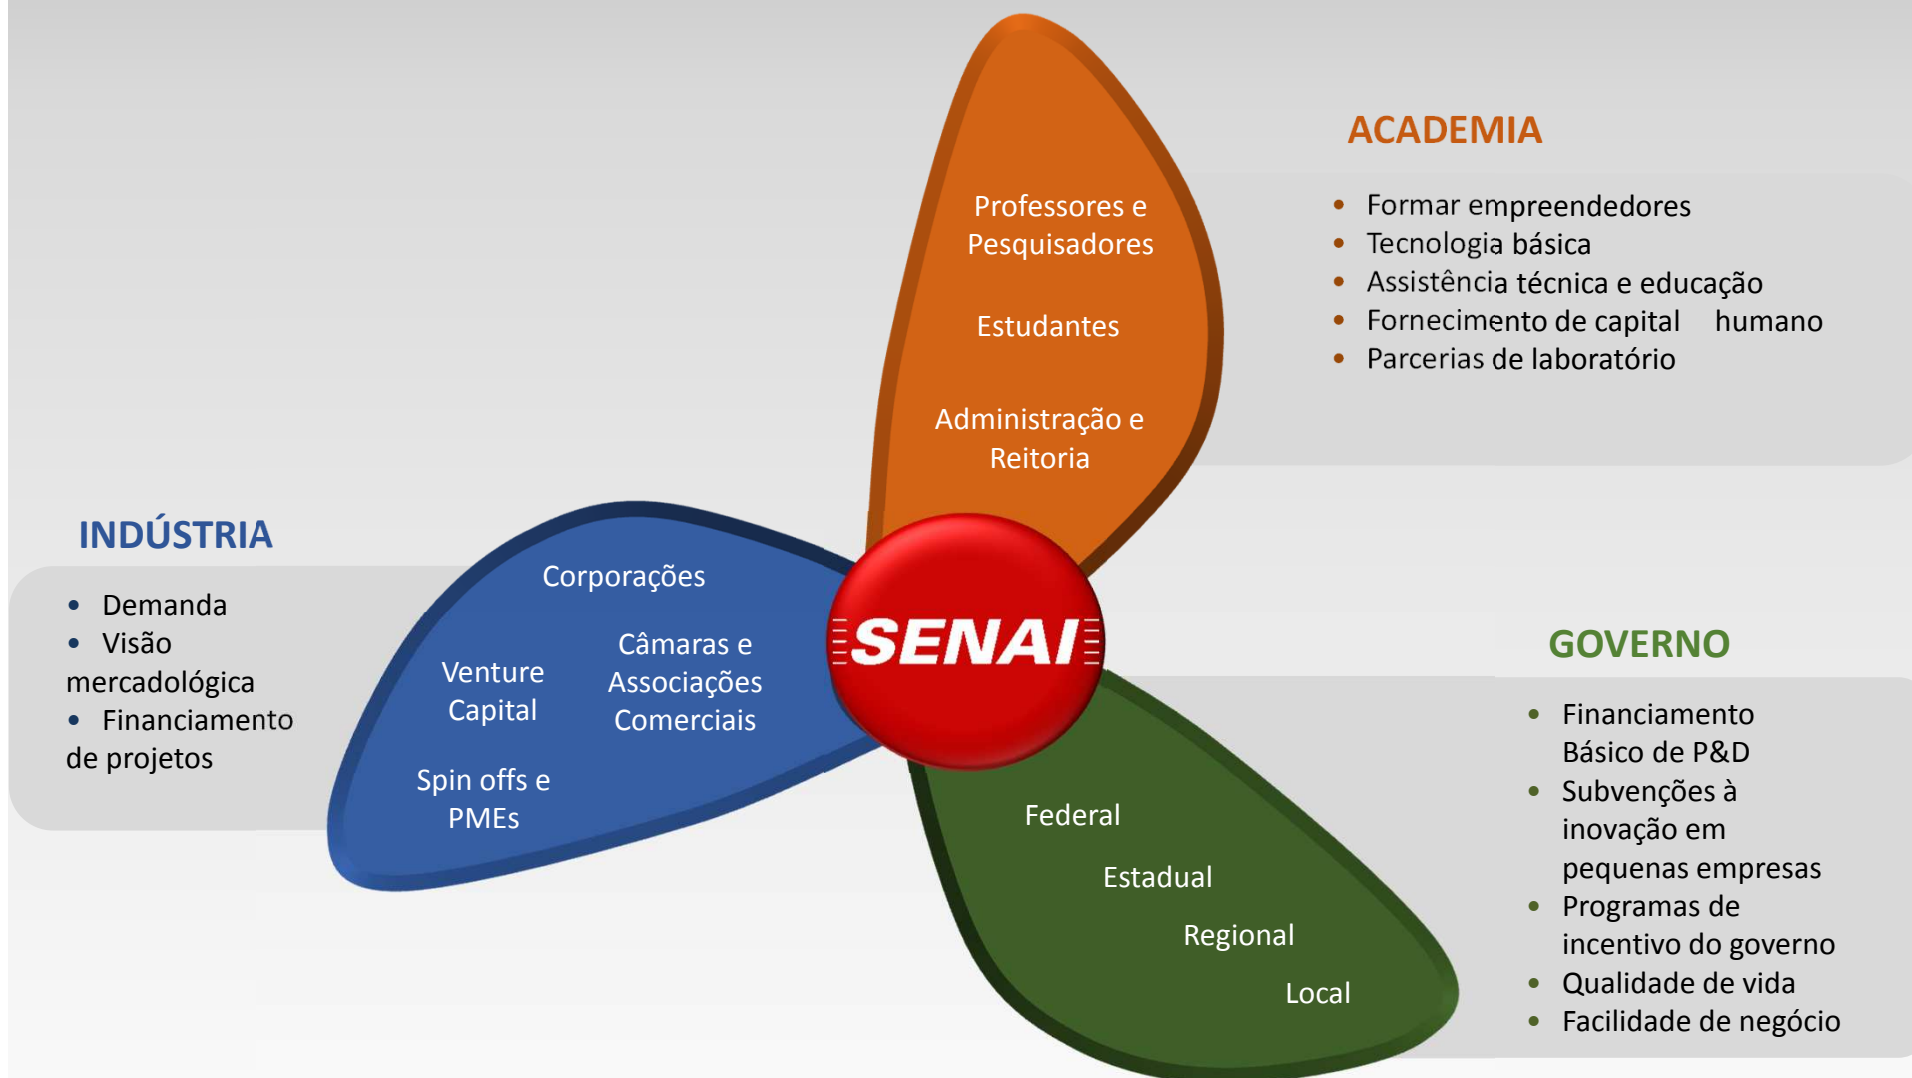 ACADEMIA
Professores e
Pesquisadores
Estudantes
Administração e
Reitoria
• Formar empreendedores
• Tecnologia básica
• Assistência técnica e educação
• Fornecimento de capital humano
• Parcerias de laboratório
INDÚSTRIA
• Demanda
• Visão
mercadológica
• Financiamento
de projetos
Corporações
Venture
Capital
Câmaras e
Associações
Comerciais
Spin offs e
PMEs
SENAI
GOVERNO
Federal
Estadual
Regional
Local
• Financiamento
Básico de P&D
• Subvenções à
inovação em
pequenas empresas
• Programas de
incentivo do governo
• Qualidade de vida
• Facilidade de negócio